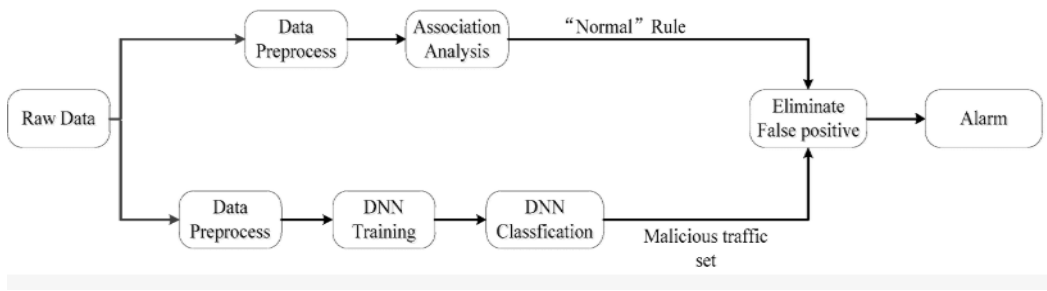 Data
Preprocess
Association
Analysis
“Normal” Rule
Raw Data
Eliminate
False positive
Alarm
Data
Preprocess
DNN
Training
DNN
Classfication
Malicious traffic
set